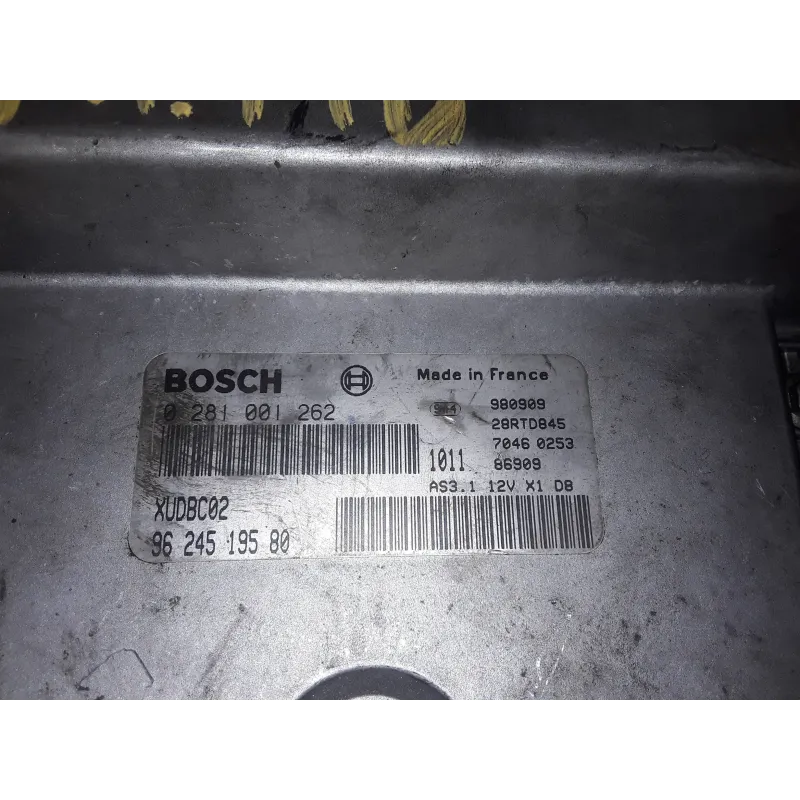 BOSCH Made in France
0 281 001 262 980909
28RTD845
7046 0253
1011 86909
AS3.1 12V X1 D8
XUDBC02
96 245 195 80